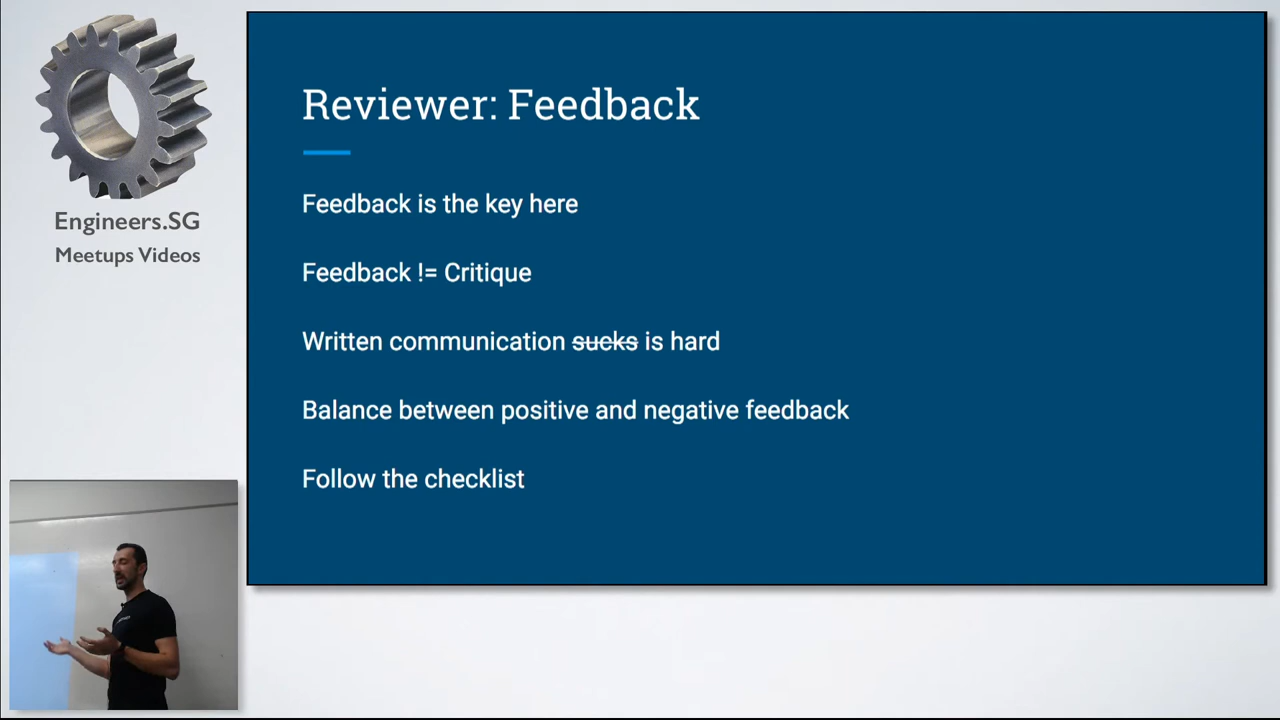 Engineers.SG
Meetups Videos
Reviewer: Feedback
Feedback is the key here
Feedback != Critique
Written communication sucks is hard
Balance between positive and negative feedback
Follow the checklist